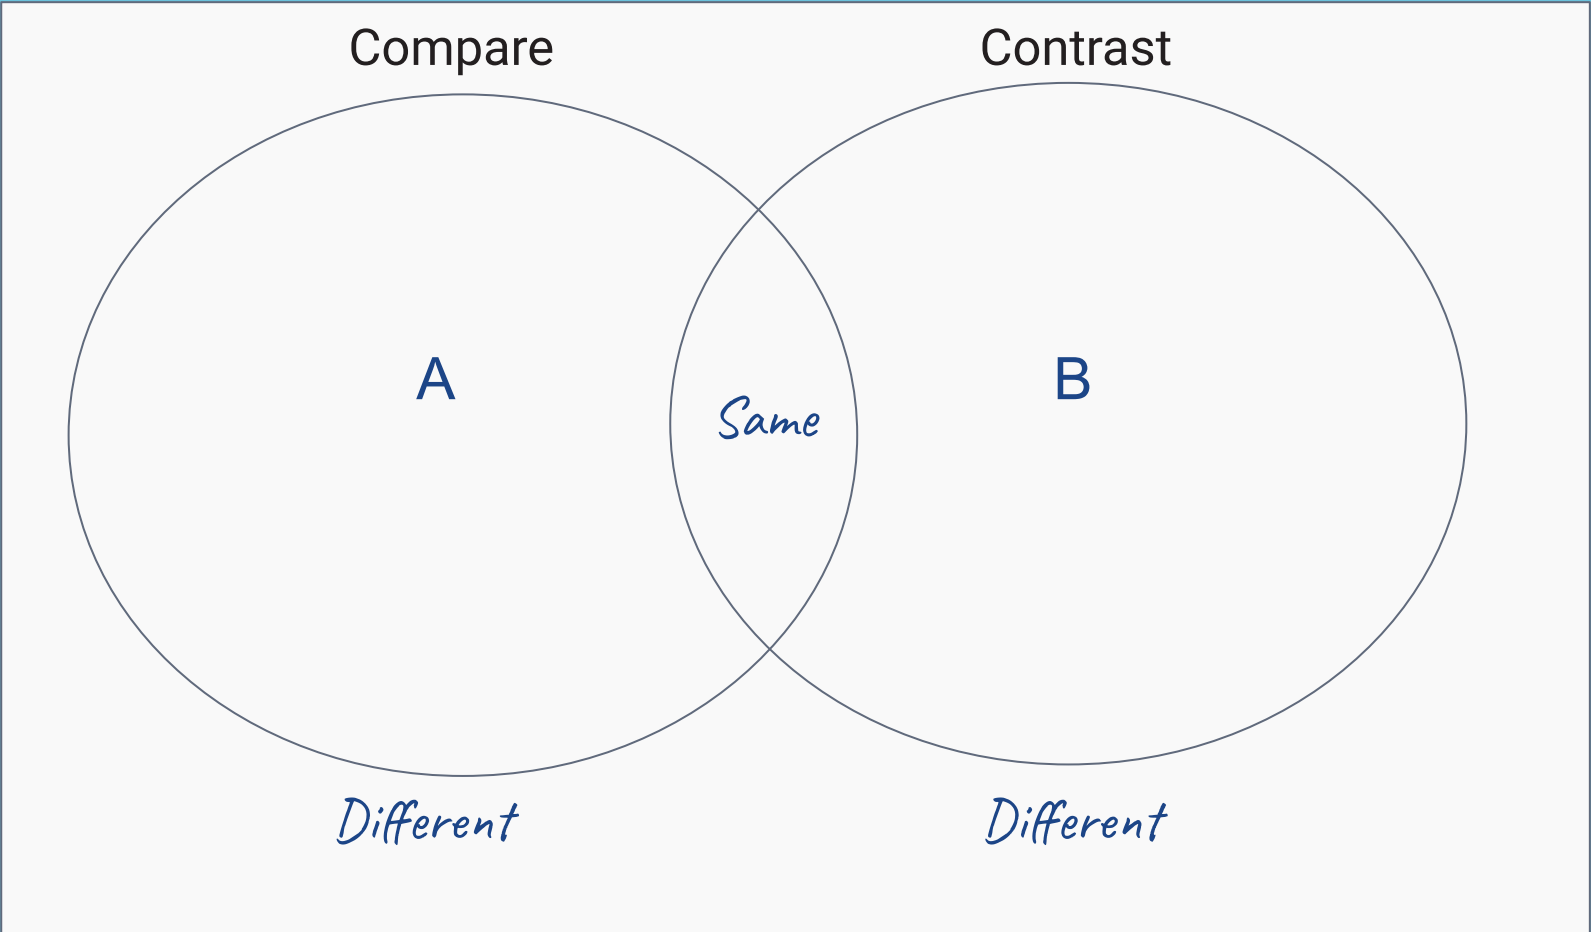 Compare
Contrast
A
B
Same
Different
Different